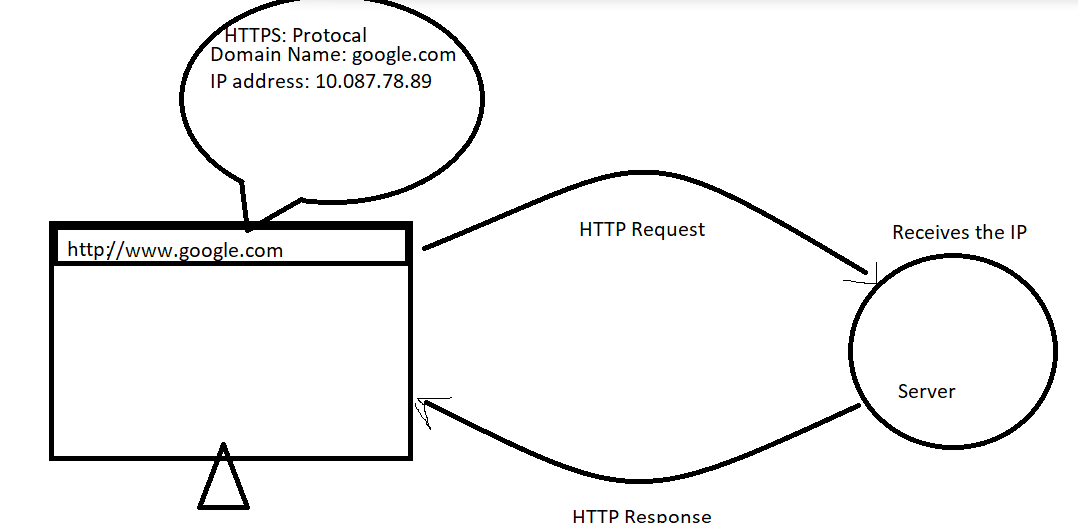 HTTPS: Protocal
Domain Name: google.com
IP address: 10.087.78.89
http://www.google.com
HTTP Request
Receives the IP
Server
HTTP Response